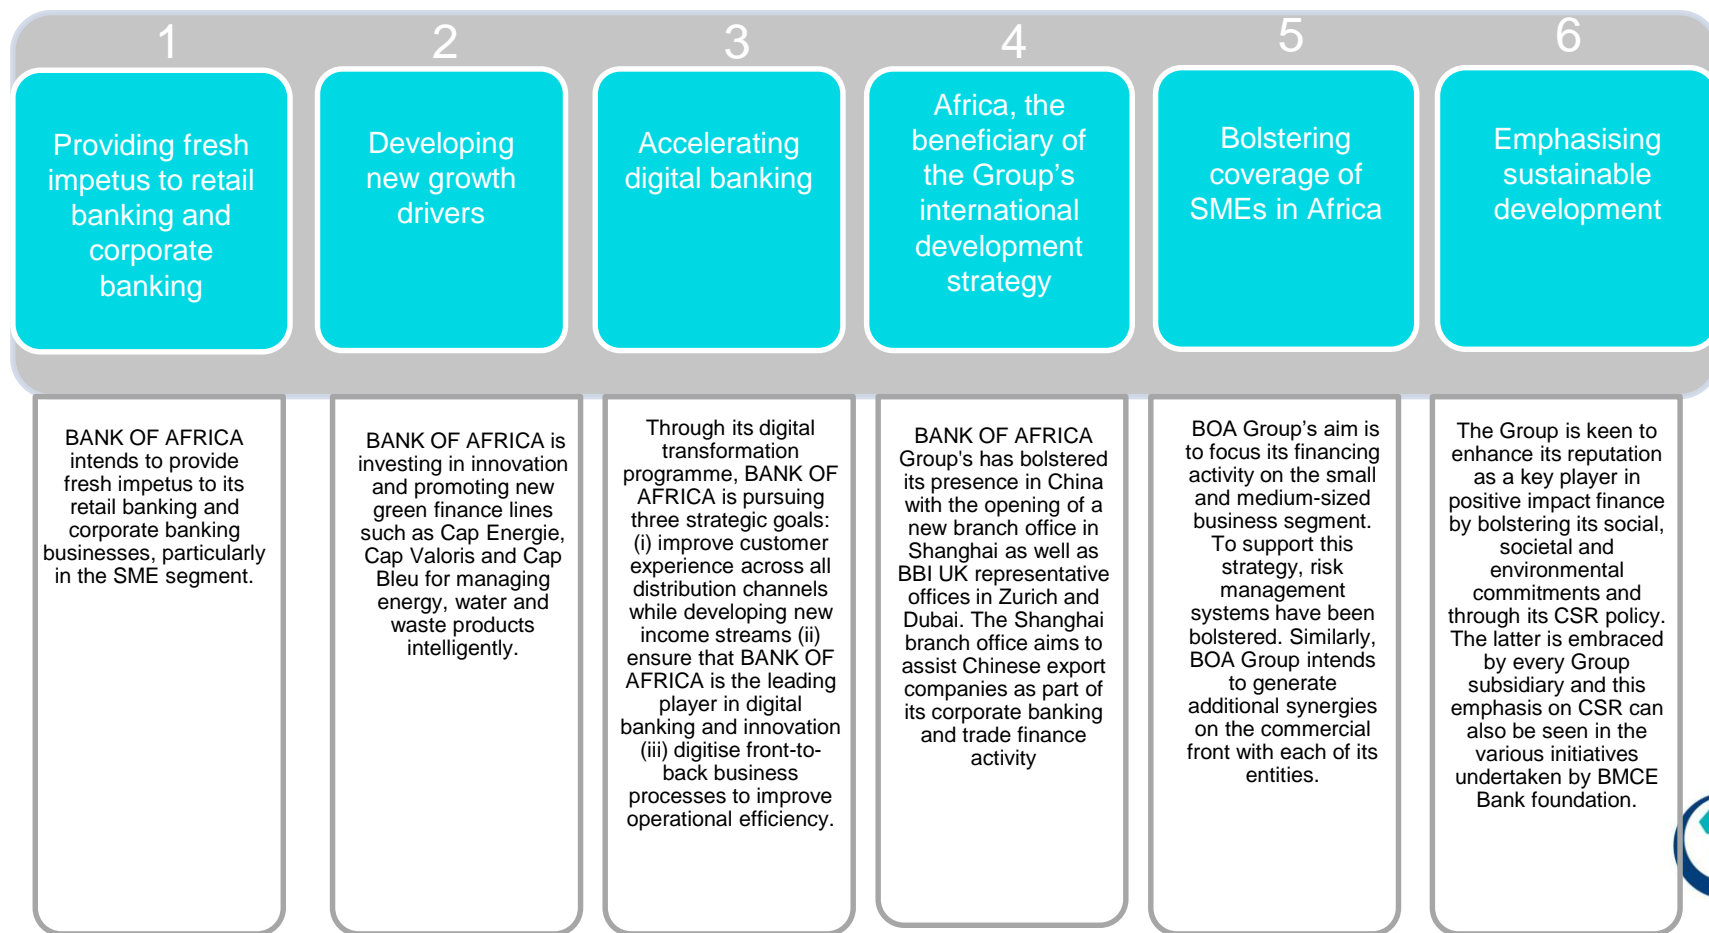 1
Providing fresh
impetus to retail
banking and
corporate
banking
BANK OF AFRICA
intends to provide
fresh impetus to its
retail banking and
corporate banking
businesses, particularly
in the SME segment.
2
Developing
new growth
drivers
BANK OF AFRICA is
investing in innovation
and promoting new
green finance lines
such as Cap Energie,
Cap Valoris and Cap
Bleu for managing
energy, water and
waste products
intelligently.
3
Accelerating
digital banking
Through its digital
transformation
programme, BANK OF
AFRICA is pursuing
three strategic goals:
(i) improve customer
experience across all
distribution channels
while developing new
income streams (ii)
ensure that BANK OF
AFRICA is the leading
player in digital
banking and innovation
(iii) digitise front-to-
back business
processes to improve
operational efficiency.
4
Africa, the
beneficiary of
the Group’s
international
development
strategy
BANK OF AFRICA
Group's has bolstered
its presence in China
with the opening of a
new branch office in
Shanghai as well as
BBI UK representative
offices in Zurich and
Dubai. The Shanghai
branch office aims to
assist Chinese export
companies as part of
its corporate banking
and trade finance
activity
5
Bolstering
coverage of
SMEs in Africa
BOA Group’s aim is
to focus its financing
activity on the small
and medium-sized
business segment.
To support this
strategy, risk
management
systems have been
bolstered. Similarly,
BOA Group intends
to generate
additional synergies
on the commercial
front with each of its
entities.
6
Emphasising
sustainable
development
The Group is keen to
enhance its reputation
as a key player in
positive impact finance
by bolstering its social,
societal and
environmental
commitments and
through its CSR policy.
The latter is embraced
by every Group
subsidiary and this
emphasis on CSR can
also be seen in the
various initiatives
undertaken by BMCE
Bank foundation.